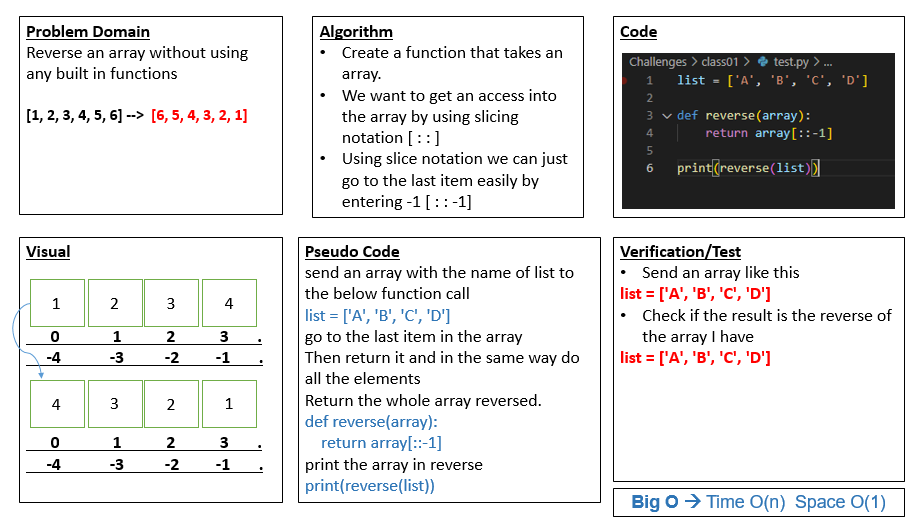 Problem Domain
Reverse an array without using
any built in functions
[1, 2, 3, 4, 5, 6] --> [6, 5, 4, 3, 2, 1]
Algorithm
• Create a function that takes an
array.
• We want to get an access into
the array by using slicing
notation [ : : ]
• Using slice notation we can just
go to the last item easily by
entering -1 [ : : -1]
Code
Challenges > class01 > test.py > ...
1 list = ['A', 'B', 'C', 'D']
2
3 def reverse(array):
4 return array[::-1]
5
6 print(reverse(list))
Visual
1 2 3 4
0 1 2 3 .
-4 -3 -2 -1 .
4 3 2 1
0 1 2 3 .
-4 -3 -2 -1 .
Pseudo Code
send an array with the name of list to
the below function call
list = ['A', 'B', 'C', 'D']
go to the last item in the array
Then return it and in the same way do
all the elements
Return the whole array reversed.
def reverse(array):
return array[::-1]
print the array in reverse
print(reverse(list))
Verification/Test
• Send an array like this
list = ['A', 'B', 'C', 'D']
• Check if the result is the reverse of
the array I have
list = ['A', 'B', 'C', 'D']
Big O → Time O(n) Space O(1)